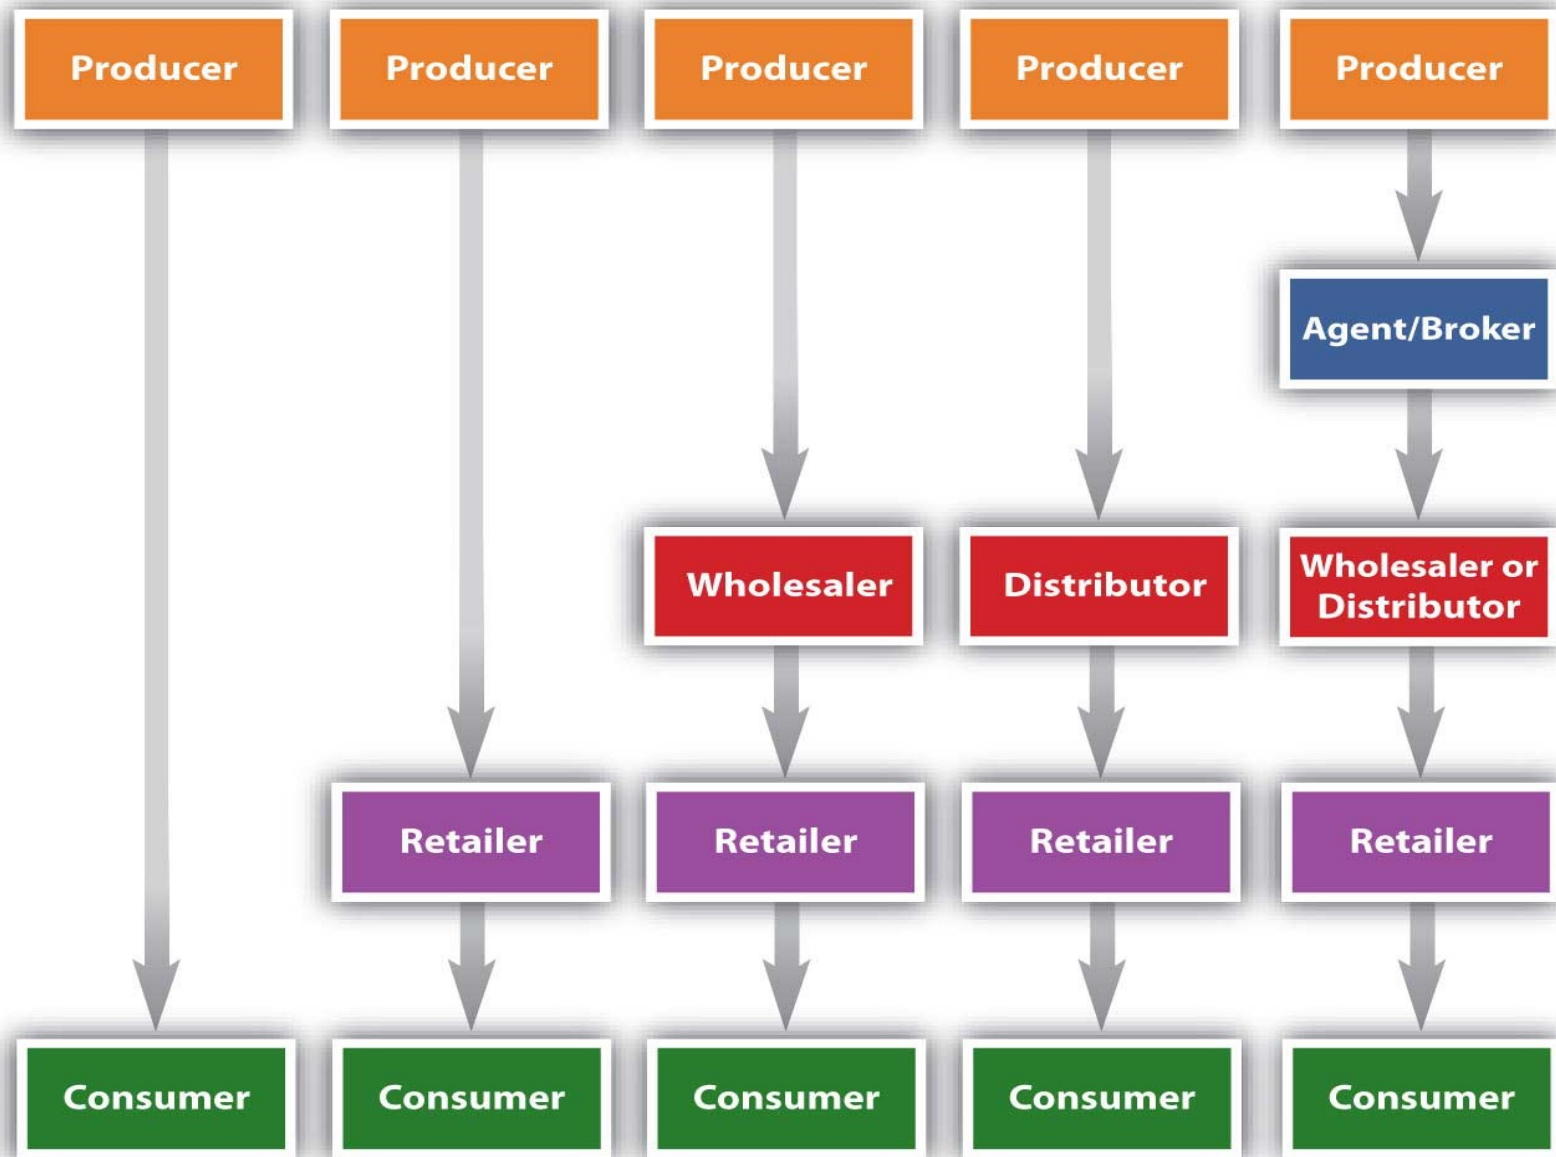 Producer
Producer
Producer
Producer
Producer
Agent/Broker
Wholesaler
Distributor
Wholesaler or
Distributor
Retailer
Retailer
Retailer
Retailer
Consumer
Consumer
Consumer
Consumer
Consumer